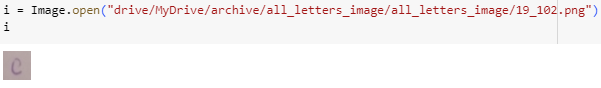 i = Image.open("drive/MyDrive/archive/all_letters_image/all_letters_image/19_102.png")
i
с